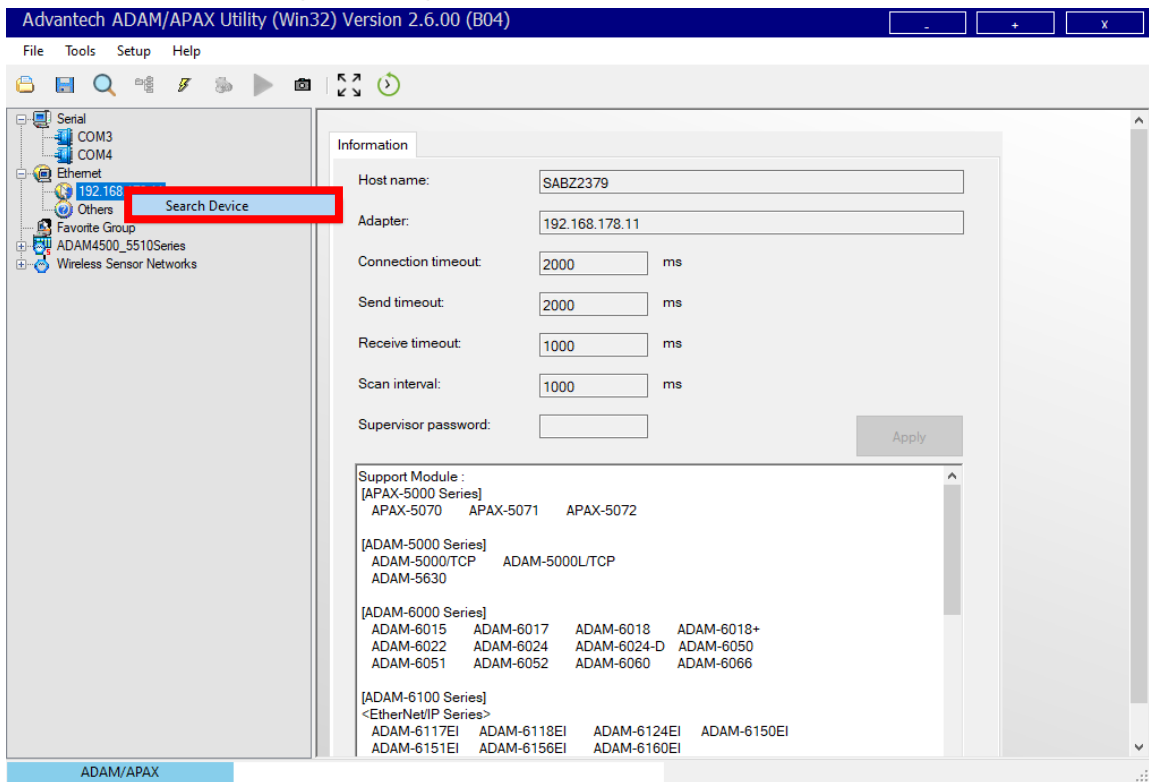 Advantech ADAM/APAX Utility (Win32) Version 2.6.00 (B04)
- + x
File Tools Setup Help
Serial
COM3
COM4
Ethernet
192.168
Search Device
Others
Favorite Group
ADAM4500_5510Series
Wireless Sensor Networks
Information
Host name: SABZ2379
Adapter: 192.168.178.11
Connection timeout: 2000 ms
Send timeout: 2000 ms
Receive timeout: 1000 ms
Scan interval: 1000 ms
Supervisor password:
Apply
Support Module :
[APAX-5000 Series]
APAX-5070 APAX-5071 APAX-5072
[ADAM-5000 Series]
ADAM-5000/TCP ADAM-5000L/TCP
ADAM-5630
[ADAM-6000 Series]
ADAM-6015 ADAM-6017 ADAM-6018 ADAM-6018+
ADAM-6022 ADAM-6024 ADAM-6024-D ADAM-6050
ADAM-6051 ADAM-6052 ADAM-6060 ADAM-6066
[ADAM-6100 Series]
<EtherNet/IP Series>
ADAM-6117EI ADAM-6118EI ADAM-6124EI ADAM-6150EI
ADAM-6151EI ADAM-6156EI ADAM-6160EI
ADAM/APAX